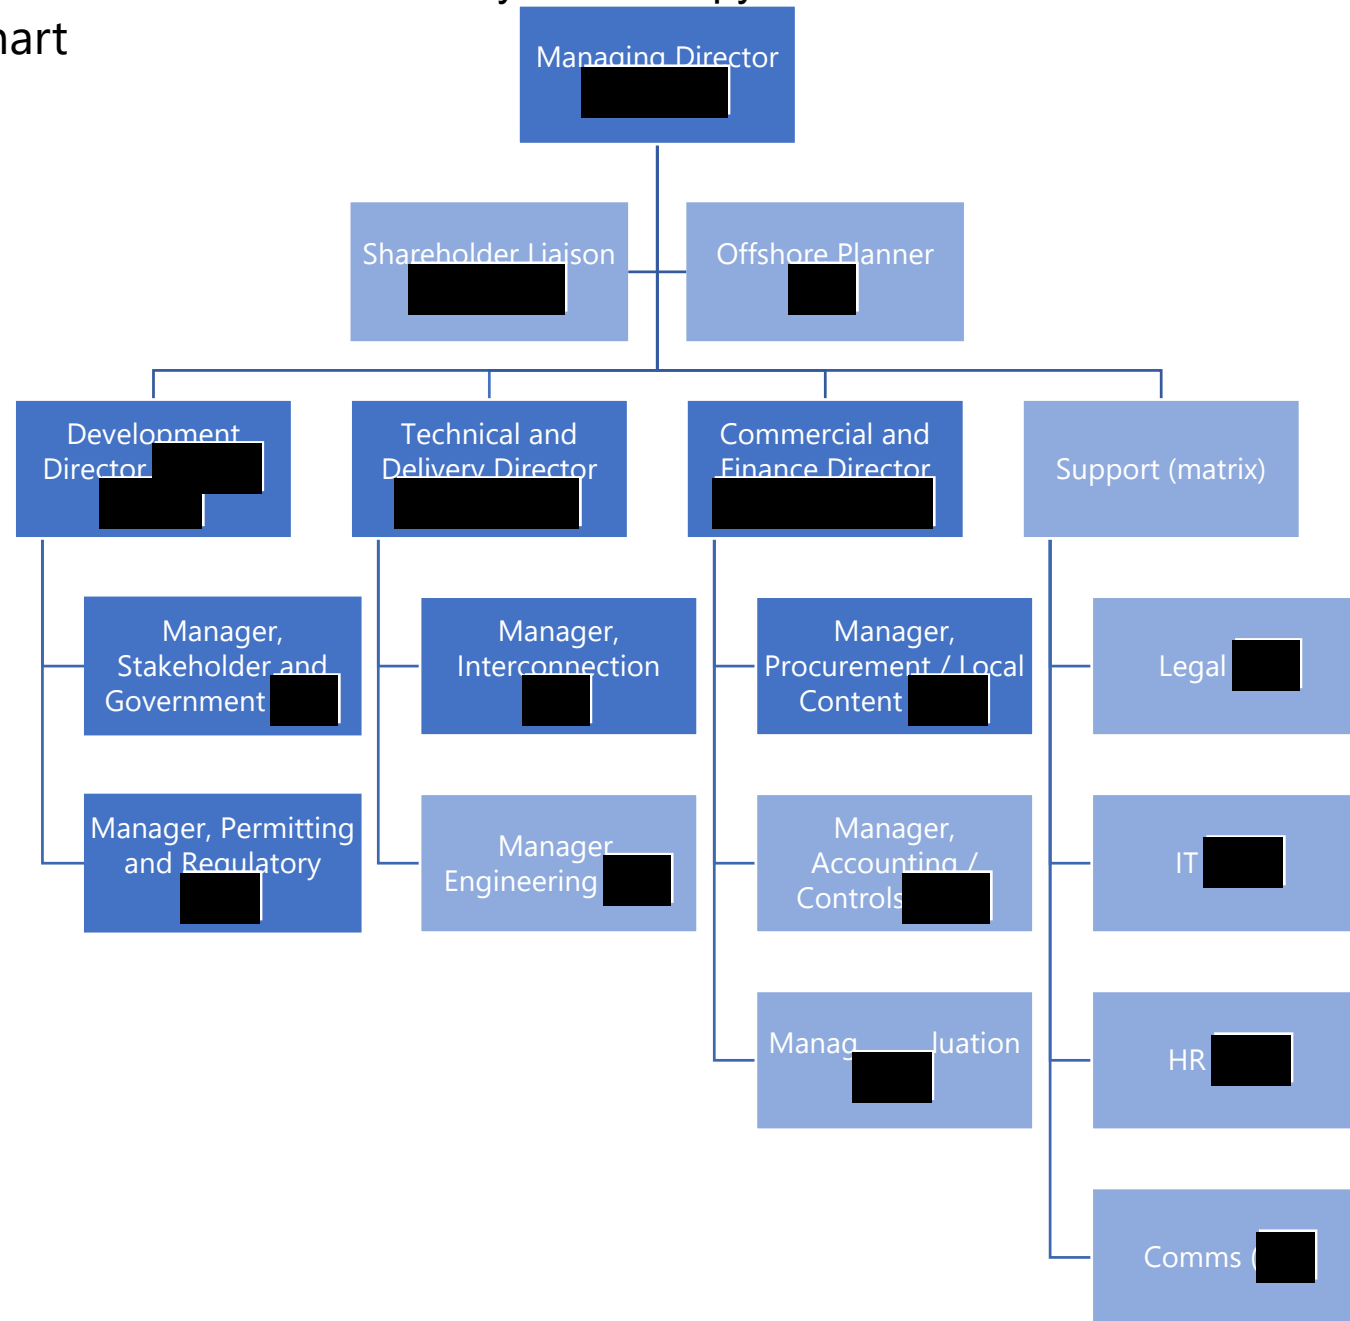 Managing Director
Shareholder Liaison
Offshore Planner
Development
Director
Technical and
Delivery Director
Commercial and
Finance Director
Support (matrix)
Manager,
Stakeholder and
Government
Manager,
Interconnection
Manager,
Procurement / Local
Content
Legal
Manager, Permitting
and Regulatory
Manager
Engineering
Manager,
Accounting /
Controls
IT
HR
Comms (